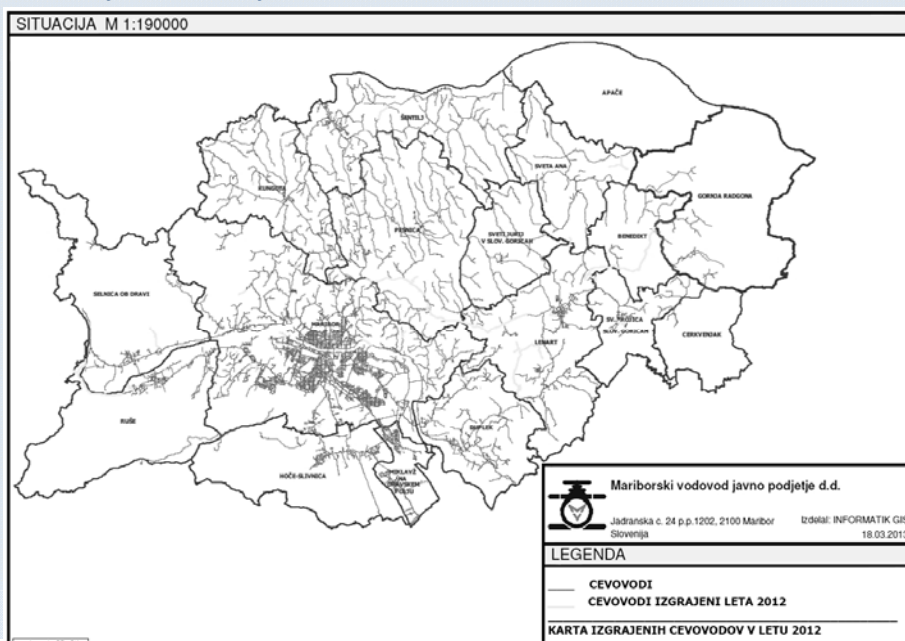 SITUACIJA M 1:190000
APAČE
ŠENTILJ
SVETA ANA
KUNGOTA
GORNJA RADGONA
PESNICA
SVETI JURIJ
V SLOV. GORICAH
BENEDIKT
SELNICA OB DRAVI
MARIBOR
LENART
SV. TROJICA
SLOV. GORICAH
CERKVENJAK
RUŠE
DUPLEK
HOČE-SLIVNICA
MIKLAVŽ
NA
DRAVSKEM
POLJU
Mariborski vodovod javno podjetje d.d.
Jadranska c. 24 p.p.1202, 2100 Maribor
Izdelal: INFORMATIK GIS
Slovenija
18.03.2013
LEGENDA
CEVOVODI
CEVOVODI IZGRAJENI LETA 2012
KARTA IZGRAJENIH CEVOVODOV V LETU 2012